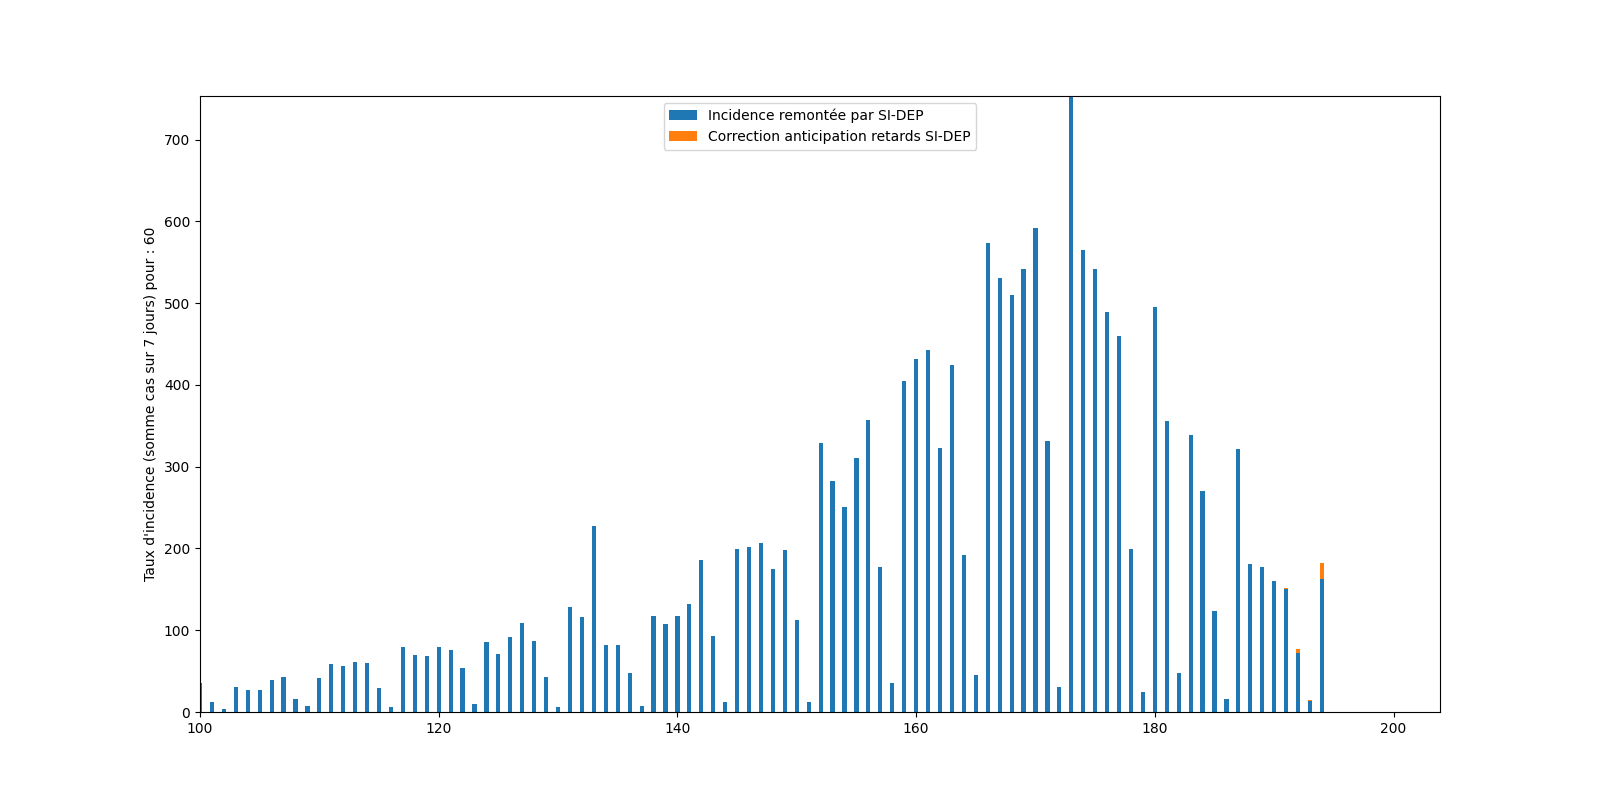 Incidence remontée par SI-DEP
Correction anticipation retards SI-DEP
Taux d'incidence (somme cas sur 7 jours) pour : 60
700
600
500
400
300
200
100
0
100 120 140 160 180 200